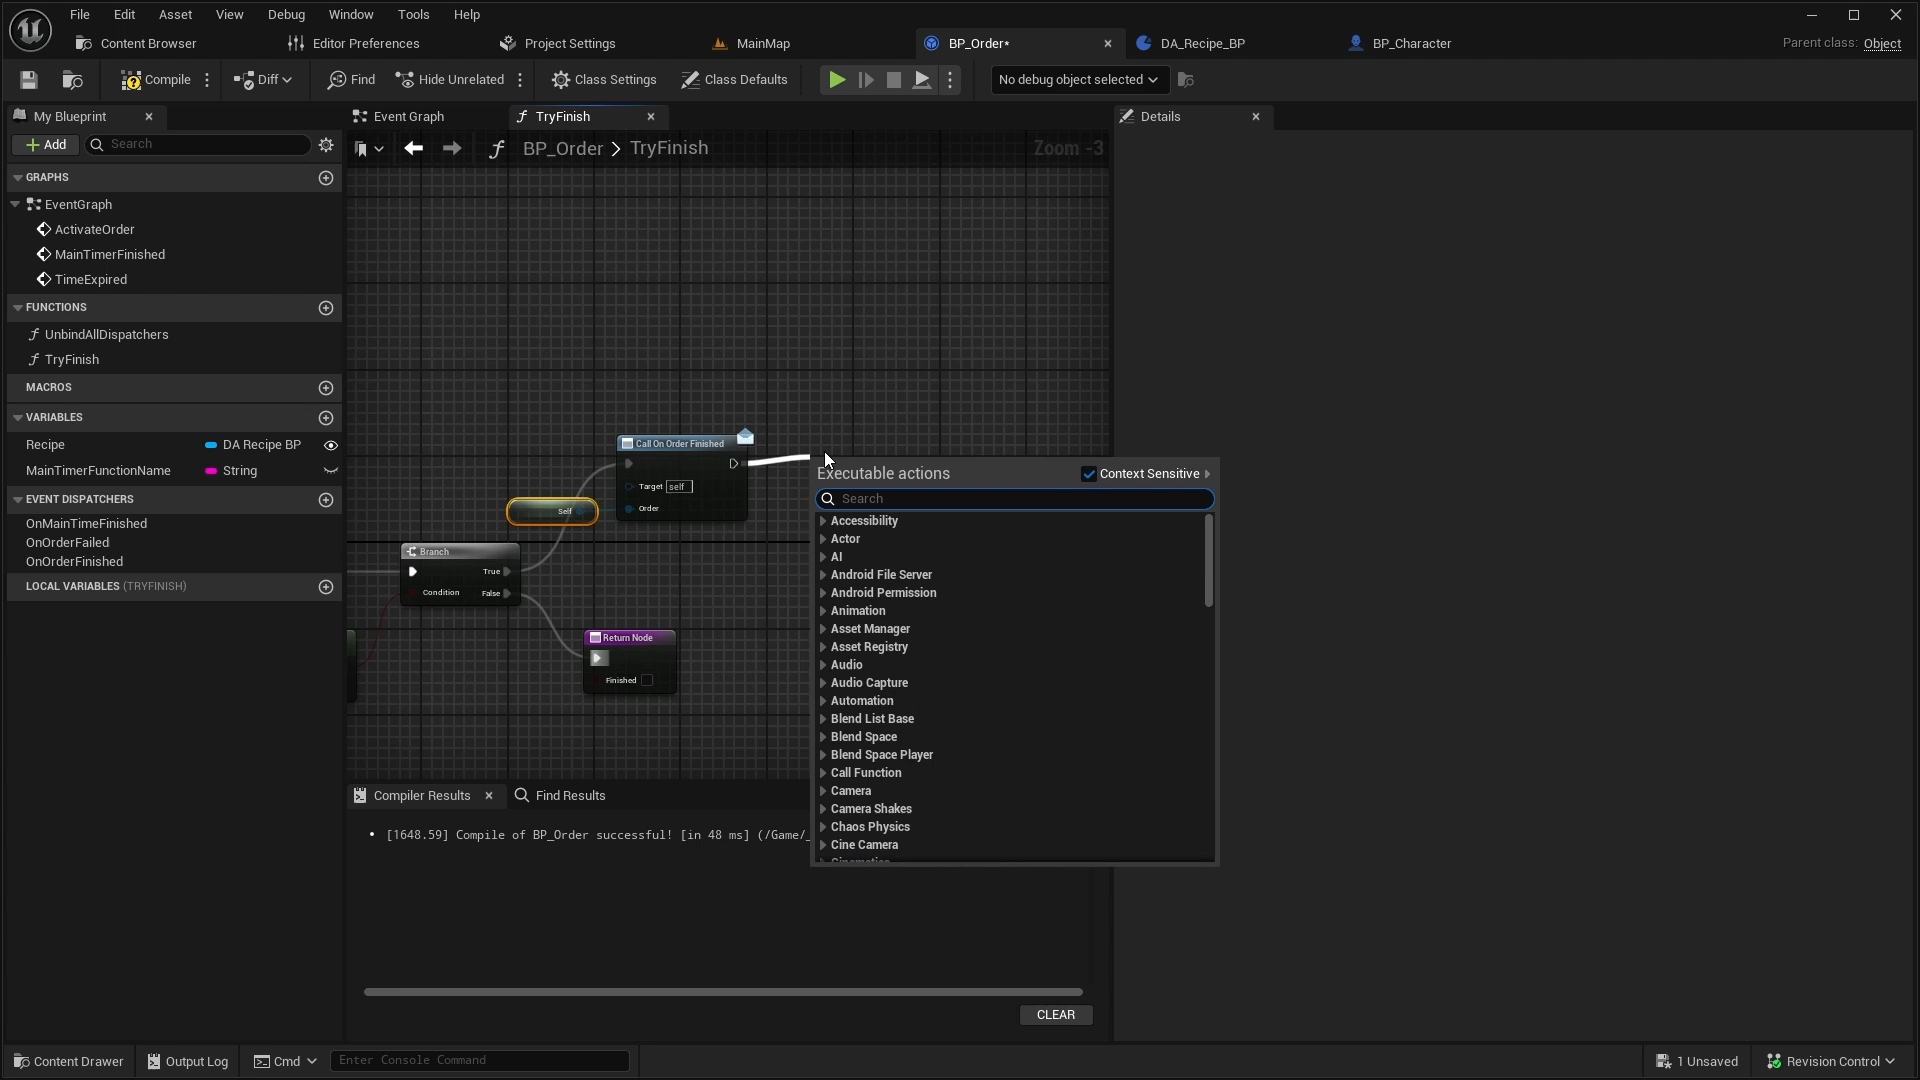 File Edit Asset View Debug Window Tools Help
Content Browser Editor Preferences Project Settings MainMap BP_Order* DA_Recipe_BP BP_Character Parent class: Object
Compile Diff Find Hide Unrelated Class Settings Class Defaults No debug object selected
My Blueprint Event Graph TryFinish Details
Add Search BP_Order > TryFinish Zoom -3
GRAPHS
EventGraph
ActivateOrder
MainTimerFinished
TimeExpired
FUNCTIONS
UnbindAllDispatchers
TryFinish
MACROS
VARIABLES
Recipe DA Recipe BP
MainTimerFunctionName String
EVENT DISPATCHERS
OnMainTimeFinished
OnOrderFailed
OnOrderFinished
LOCAL VARIABLES (TRYFINISH)
Call On Order Finished
Target self
Order
Self
Branch
True
Condition False
Return Node
Finished
Executable actions Context Sensitive
Search
Accessibility
Actor
AI
Android File Server
Android Permission
Animation
Asset Manager
Asset Registry
Audio
Audio Capture
Automation
Blend List Base
Blend Space
Blend Space Player
Call Function
Camera
Camera Shakes
Chaos Physics
Cine Camera
Compiler Results Find Results
[1648.59] Compile of BP_Order successful! [in 48 ms] (/Game/_
CLEAR
Content Drawer Output Log Cmd Enter Console Command 1 Unsaved Revision Control